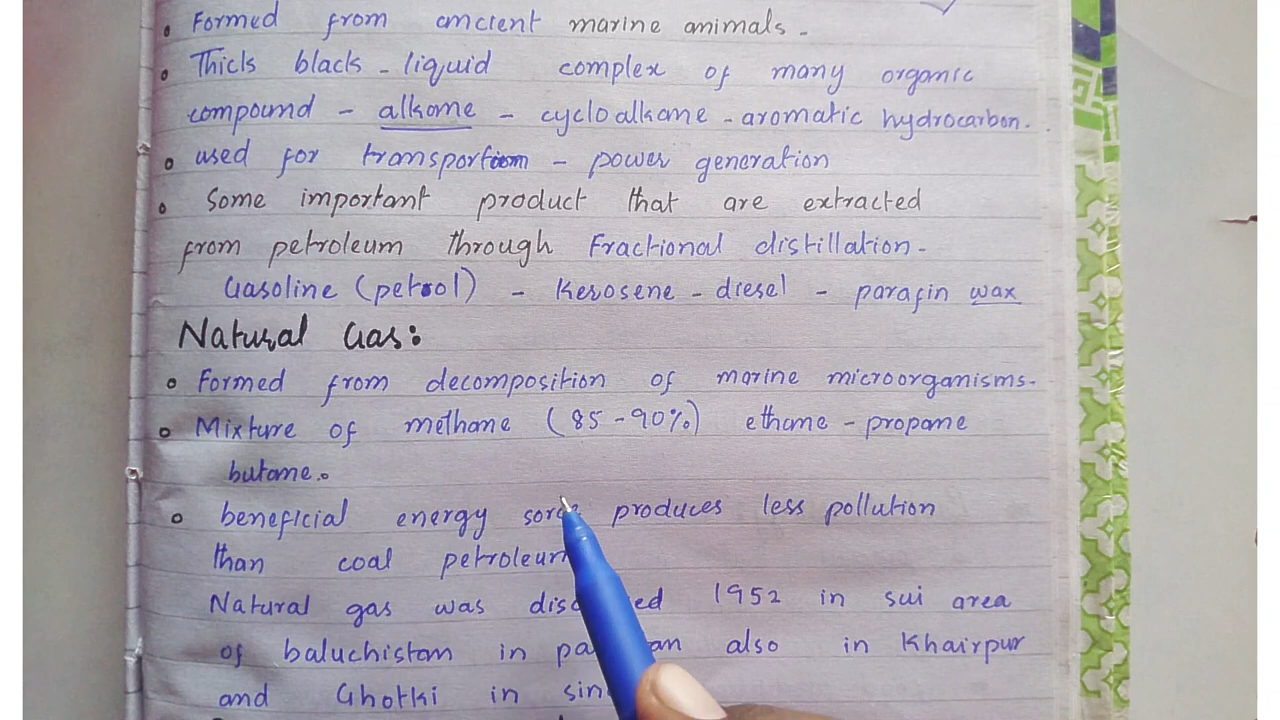 • Formed from ancient marine animals.
• Thick black - liquid complex of many organic
compound - alkane - cycloalkane - aromatic hydrocarbon.
• used for transportion - power generation
• Some important product that are extracted
from petroleum through Fractional distillation -
Gasoline (petrol) - Kerosene - diesel - parafin wax
Natural Gas:
• Formed from decomposition of marine microorganisms.
• Mixture of methane (85-90%) ethane - propane
butane.
• beneficial energy produces less pollution
than coal petroleum
Natural gas was 1952 in sui area
of baluchistan in also in Khairpur
and Ghotki in